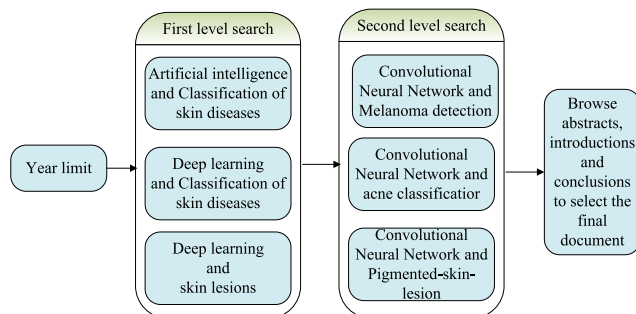 First level search
Second level search
Artificial intelligence
and Classification of
skin diseases
Convolutional
Neural Network and
Melanoma detection
Browse
abstracts,
introductions
and
conclusions
to select the
final
document
Year limit
Deep learning
and Classification of
skin diseases
Convolutional
Neural Network and
acne classificatior
Deep learning
and
skin lesions
Convolutional
Neural Network and
Pigmented-skin-
lesion